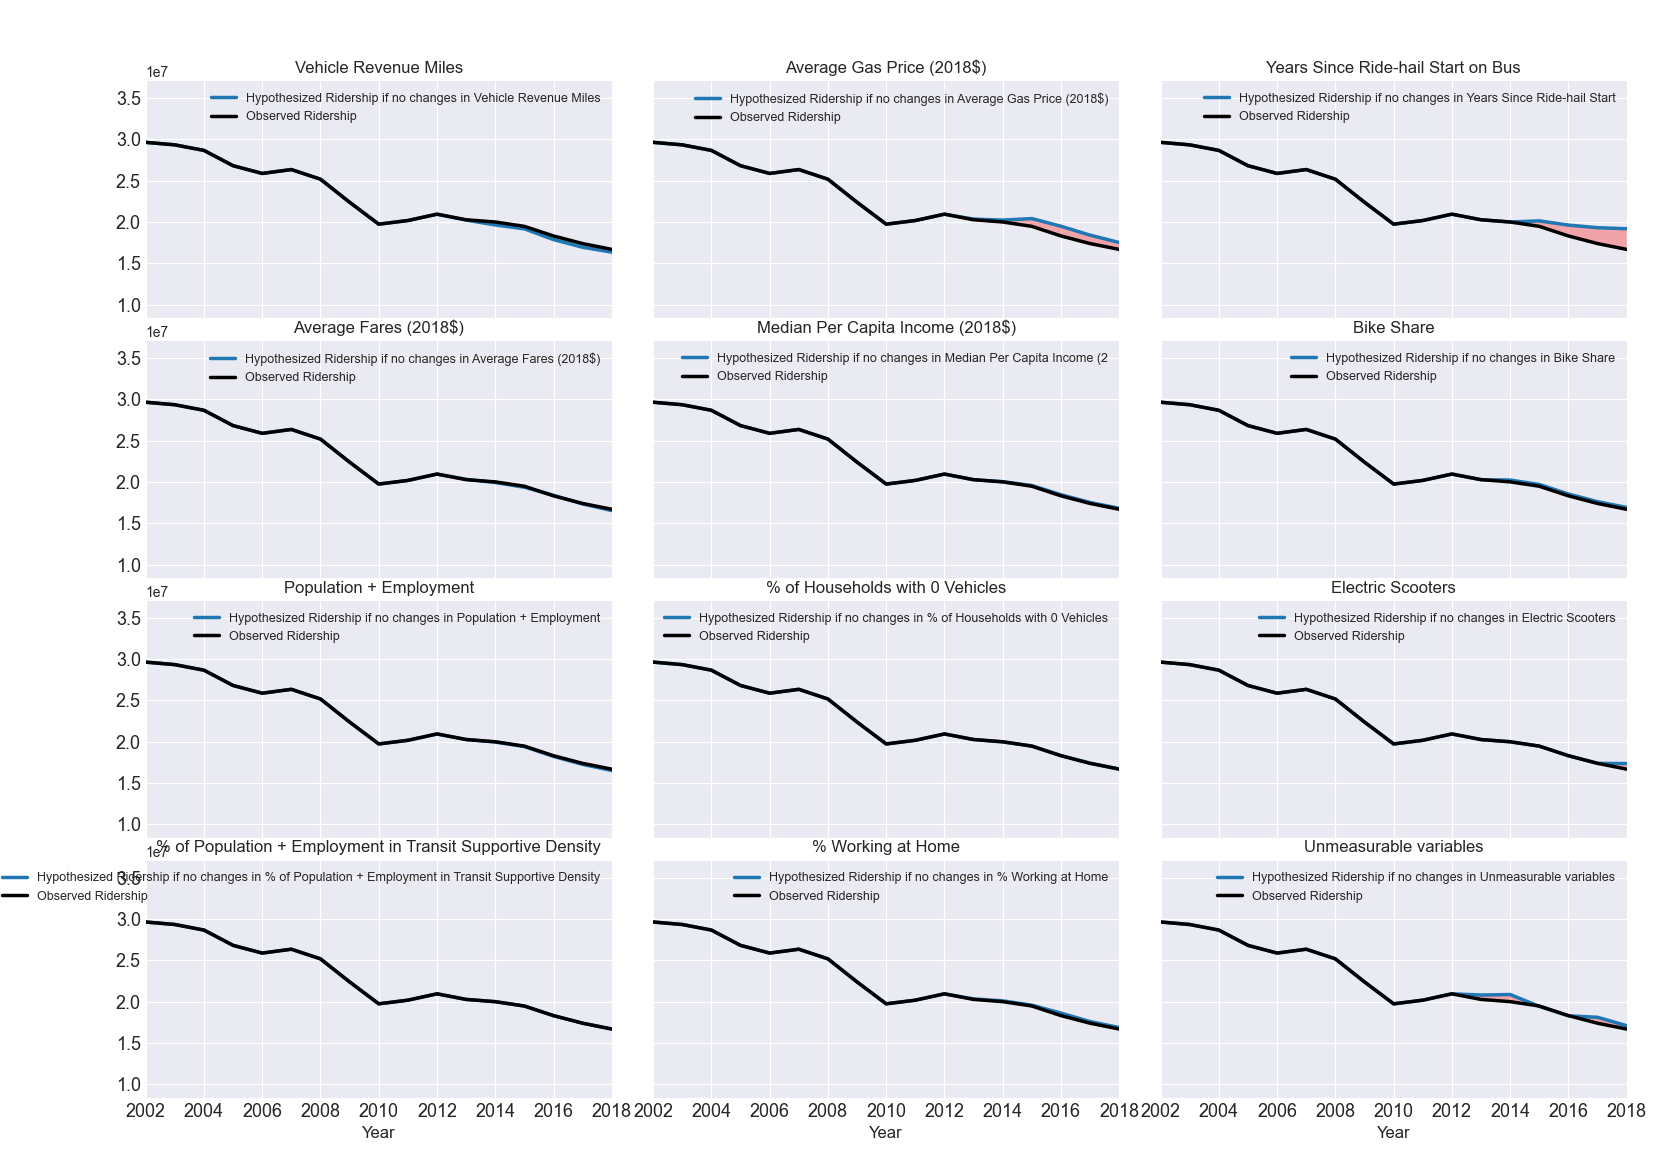 Vehicle Revenue Miles
1e7
Hypothesized Ridership if no changes in Vehicle Revenue Miles
Observed Ridership
3.5
3.0
2.5
2.0
1.5
1.0
Average Gas Price (2018$)
Hypothesized Ridership if no changes in Average Gas Price (2018$)
Observed Ridership
Years Since Ride-hail Start on Bus
Hypothesized Ridership if no changes in Years Since Ride-hail Start
Observed Ridership
Average Fares (2018$)
1e7
Hypothesized Ridership if no changes in Average Fares (2018$)
Observed Ridership
3.5
3.0
2.5
2.0
1.5
1.0
Median Per Capita Income (2018$)
Hypothesized Ridership if no changes in Median Per Capita Income (2
Observed Ridership
Bike Share
Hypothesized Ridership if no changes in Bike Share
Observed Ridership
Population + Employment
1e7
Hypothesized Ridership if no changes in Population + Employment
Observed Ridership
3.5
3.0
2.5
2.0
1.5
1.0
% of Households with 0 Vehicles
Hypothesized Ridership if no changes in % of Households with 0 Vehicles
Observed Ridership
Electric Scooters
Hypothesized Ridership if no changes in Electric Scooters
Observed Ridership
% of Population + Employment in Transit Supportive Density
1e7
Hypothesized Ridership if no changes in % of Population + Employment in Transit Supportive Density
Observed Ridership
3.5
3.0
2.5
2.0
1.5
1.0
2002 2004 2006 2008 2010 2012 2014 2016 2018
Year
% Working at Home
Hypothesized Ridership if no changes in % Working at Home
Observed Ridership
2002 2004 2006 2008 2010 2012 2014 2016 2018
Year
Unmeasurable variables
Hypothesized Ridership if no changes in Unmeasurable variables
Observed Ridership
2002 2004 2006 2008 2010 2012 2014 2016 2018
Year